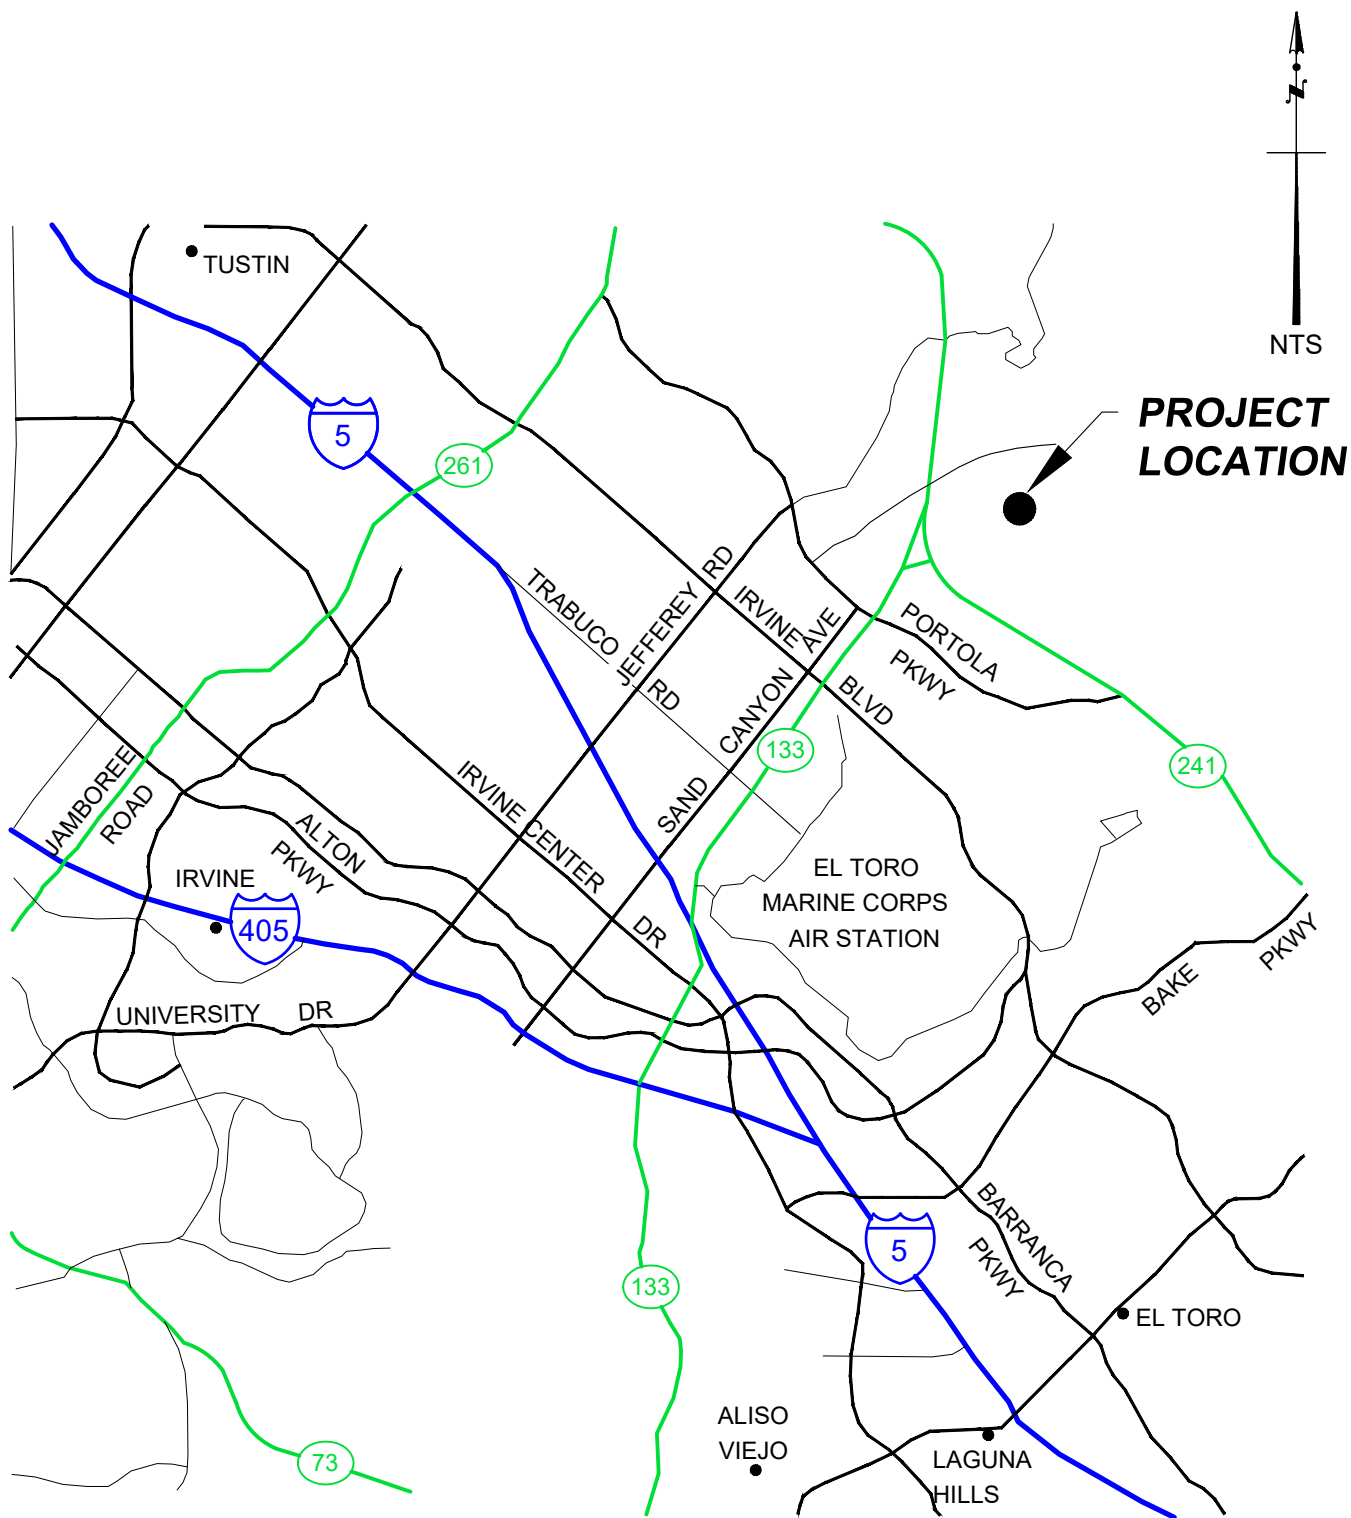 N
NTS
PROJECT
LOCATION
TUSTIN
5
261
TRABUCO
RD
JEFFEREY RD
IRVINE
BLVD
SAND CANYON AVE
PORTOLA
PKWY
133
241
JAMBOREE
ROAD
IRVINE CENTER DR
ALTON
PKWY
IRVINE
405
EL TORO
MARINE CORPS
AIR STATION
BAKE PKWY
UNIVERSITY DR
BARRANCA
PKWY
5
133
EL TORO
73
ALISO
VIEJO
LAGUNA
HILLS